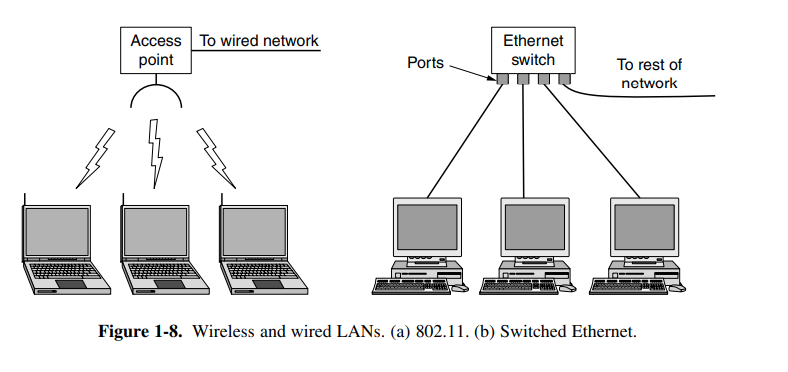 Access
point
To wired network
Ethernet
switch
Ports
To rest of
network
Figure 1-8. Wireless and wired LANs. (a) 802.11. (b) Switched Ethernet.